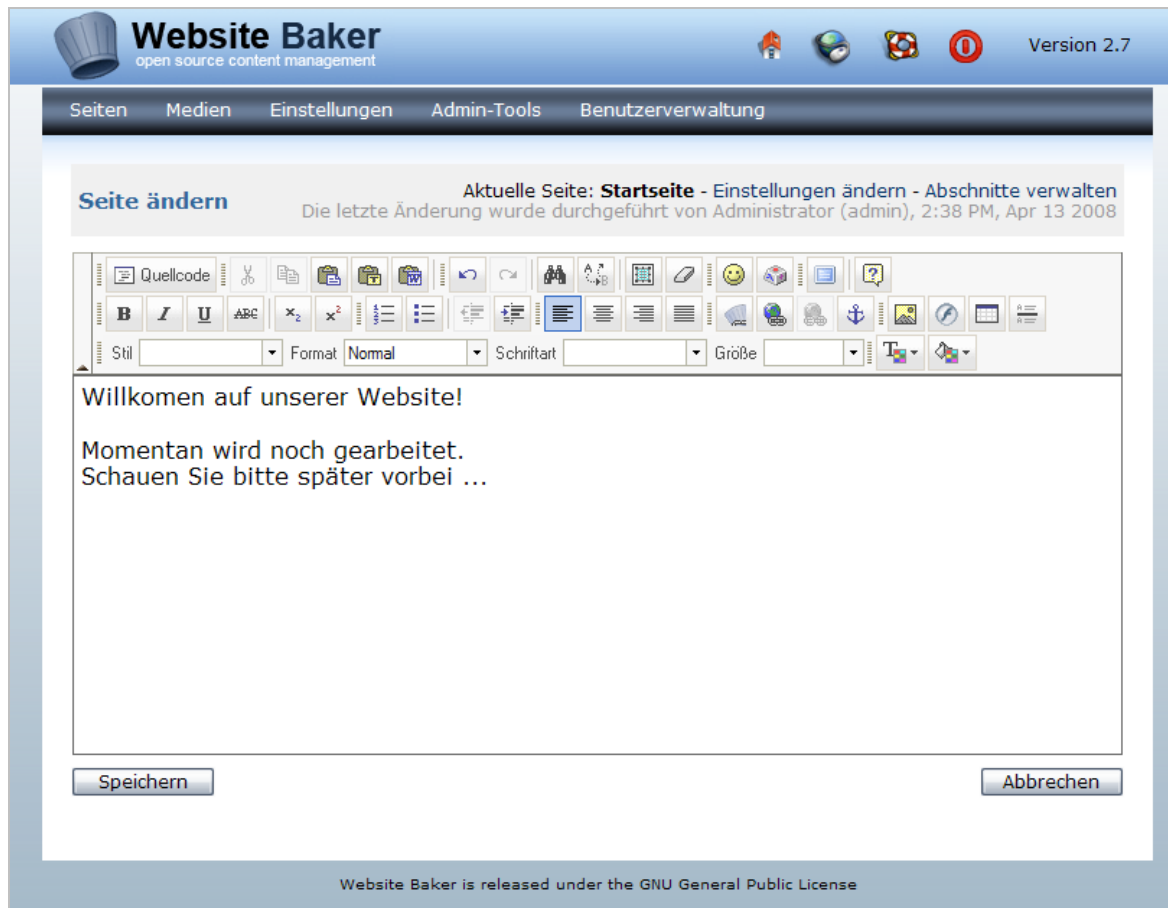 Website Baker
open source content management
Version 2.7
Seiten Medien Einstellungen Admin-Tools Benutzerverwaltung
Seite ändern
Aktuelle Seite: Startseite - Einstellungen ändern - Abschnitte verwalten
Die letzte Änderung wurde durchgeführt von Administrator (admin), 2:38 PM, Apr 13 2008
Quellcode
B I U ABC x₂ x²
Stil Format Normal Schriftart Größe
Willkomen auf unserer Website!
Momentan wird noch gearbeitet.
Schauen Sie bitte später vorbei ...
Speichern Abbrechen
Website Baker is released under the GNU General Public License